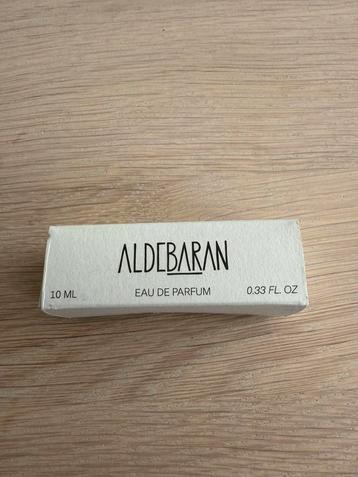 ALDEBARAN
10 ML EAU DE PARFUM 0.33 FL. OZ